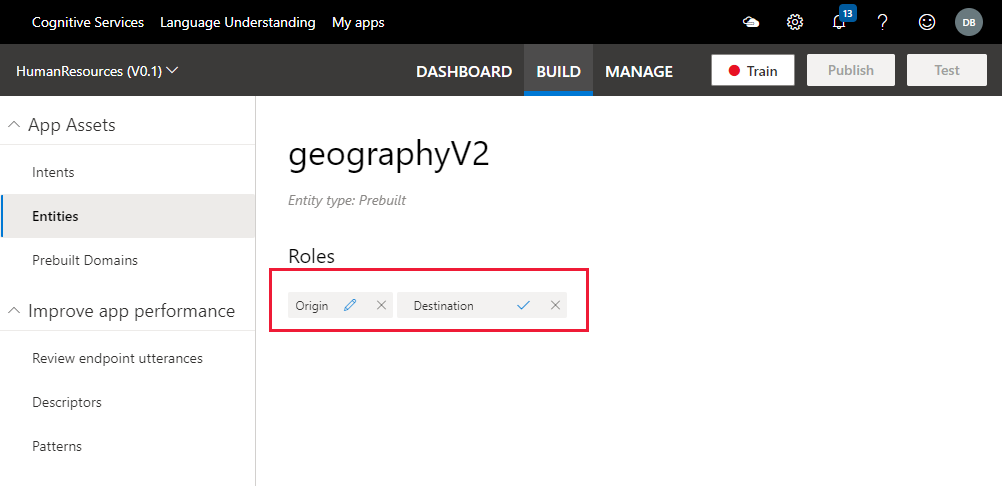 Cognitive Services Language Understanding My apps 13 ? DB
HumanResources (V0.1) DASHBOARD BUILD MANAGE Train Publish Test
App Assets
Intents
Entities
Prebuilt Domains
Improve app performance
Review endpoint utterances
Descriptors
Patterns
geographyV2
Entity type: Prebuilt
Roles
Origin Destination